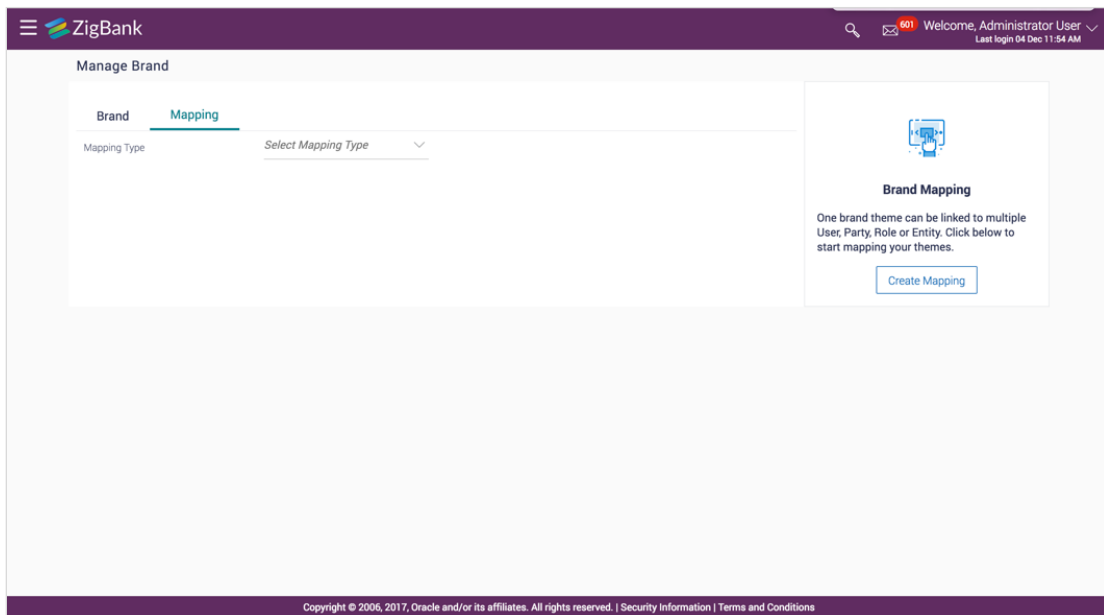 ZigBank
601
Welcome, Administrator User
Last login 04 Dec 11:54 AM
Manage Brand
Brand
Mapping
Mapping Type
Select Mapping Type
Brand Mapping
One brand theme can be linked to multiple
User, Party, Role or Entity. Click below to
start mapping your themes.
Create Mapping
Copyright © 2006, 2017, Oracle and/or its affiliates. All rights reserved. | Security Information | Terms and Conditions